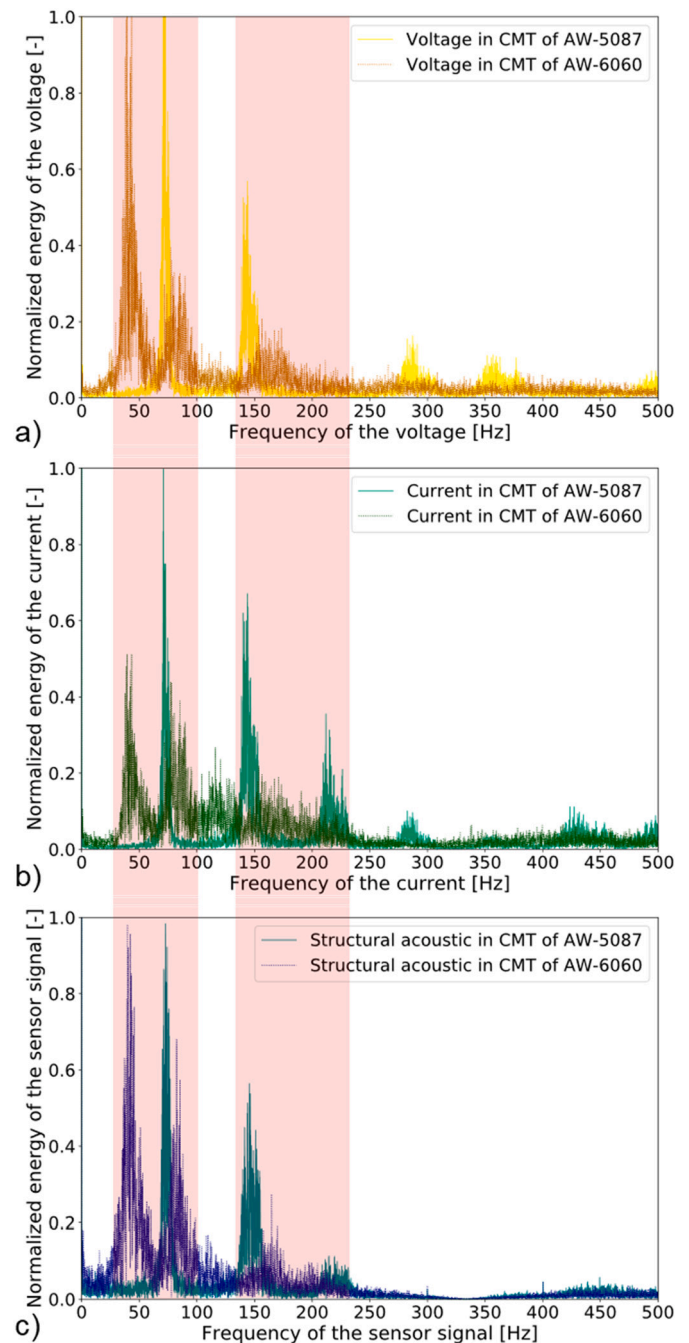 Normalized energy of the voltage [-]
1.0
0.8
0.6
0.4
0.2
0.0
Voltage in CMT of AW-5087
Voltage in CMT of AW-6060
0 50 100 150 200 250 300 350 400 450 500
a)
Frequency of the voltage [Hz]
Normalized energy of the current [-]
1.0
0.8
0.6
0.4
0.2
0.0
Current in CMT of AW-5087
Current in CMT of AW-6060
0 50 100 150 200 250 300 350 400 450 500
b)
Frequency of the current [Hz]
Normalized energy of the sensor signal [-]
1.0
0.8
0.6
0.4
0.2
0.0
Structural acoustic in CMT of AW-5087
Structural acoustic in CMT of AW-6060
0 50 100 150 200 250 300 350 400 450 500
c)
Frequency of the sensor signal [Hz]